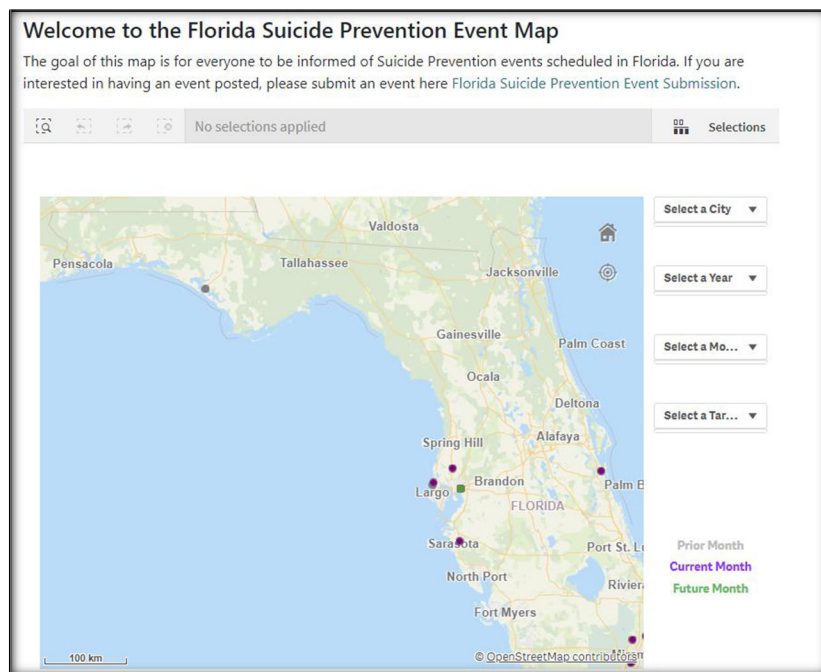 Welcome to the Florida Suicide Prevention Event Map
The goal of this map is for everyone to be informed of Suicide Prevention events scheduled in Florida. If you are
interested in having an event posted, please submit an event here Florida Suicide Prevention Event Submission.
No selections applied
Selections
Select a City
Valdosta
Pensacola
Tallahassee
Jacksonville
Select a Year
Gainesville
Palm Coast
Select a Mo...
Ocala
Deltona
Select a Tar...
Spring Hill
Alafaya
Brandon
Palm B
Largo
FLORIDA
Sarasota
Port St. L
Prior Month
Current Month
North Port
Rivier
Future Month
Fort Myers
100 km
© OpenStreetMap contributors